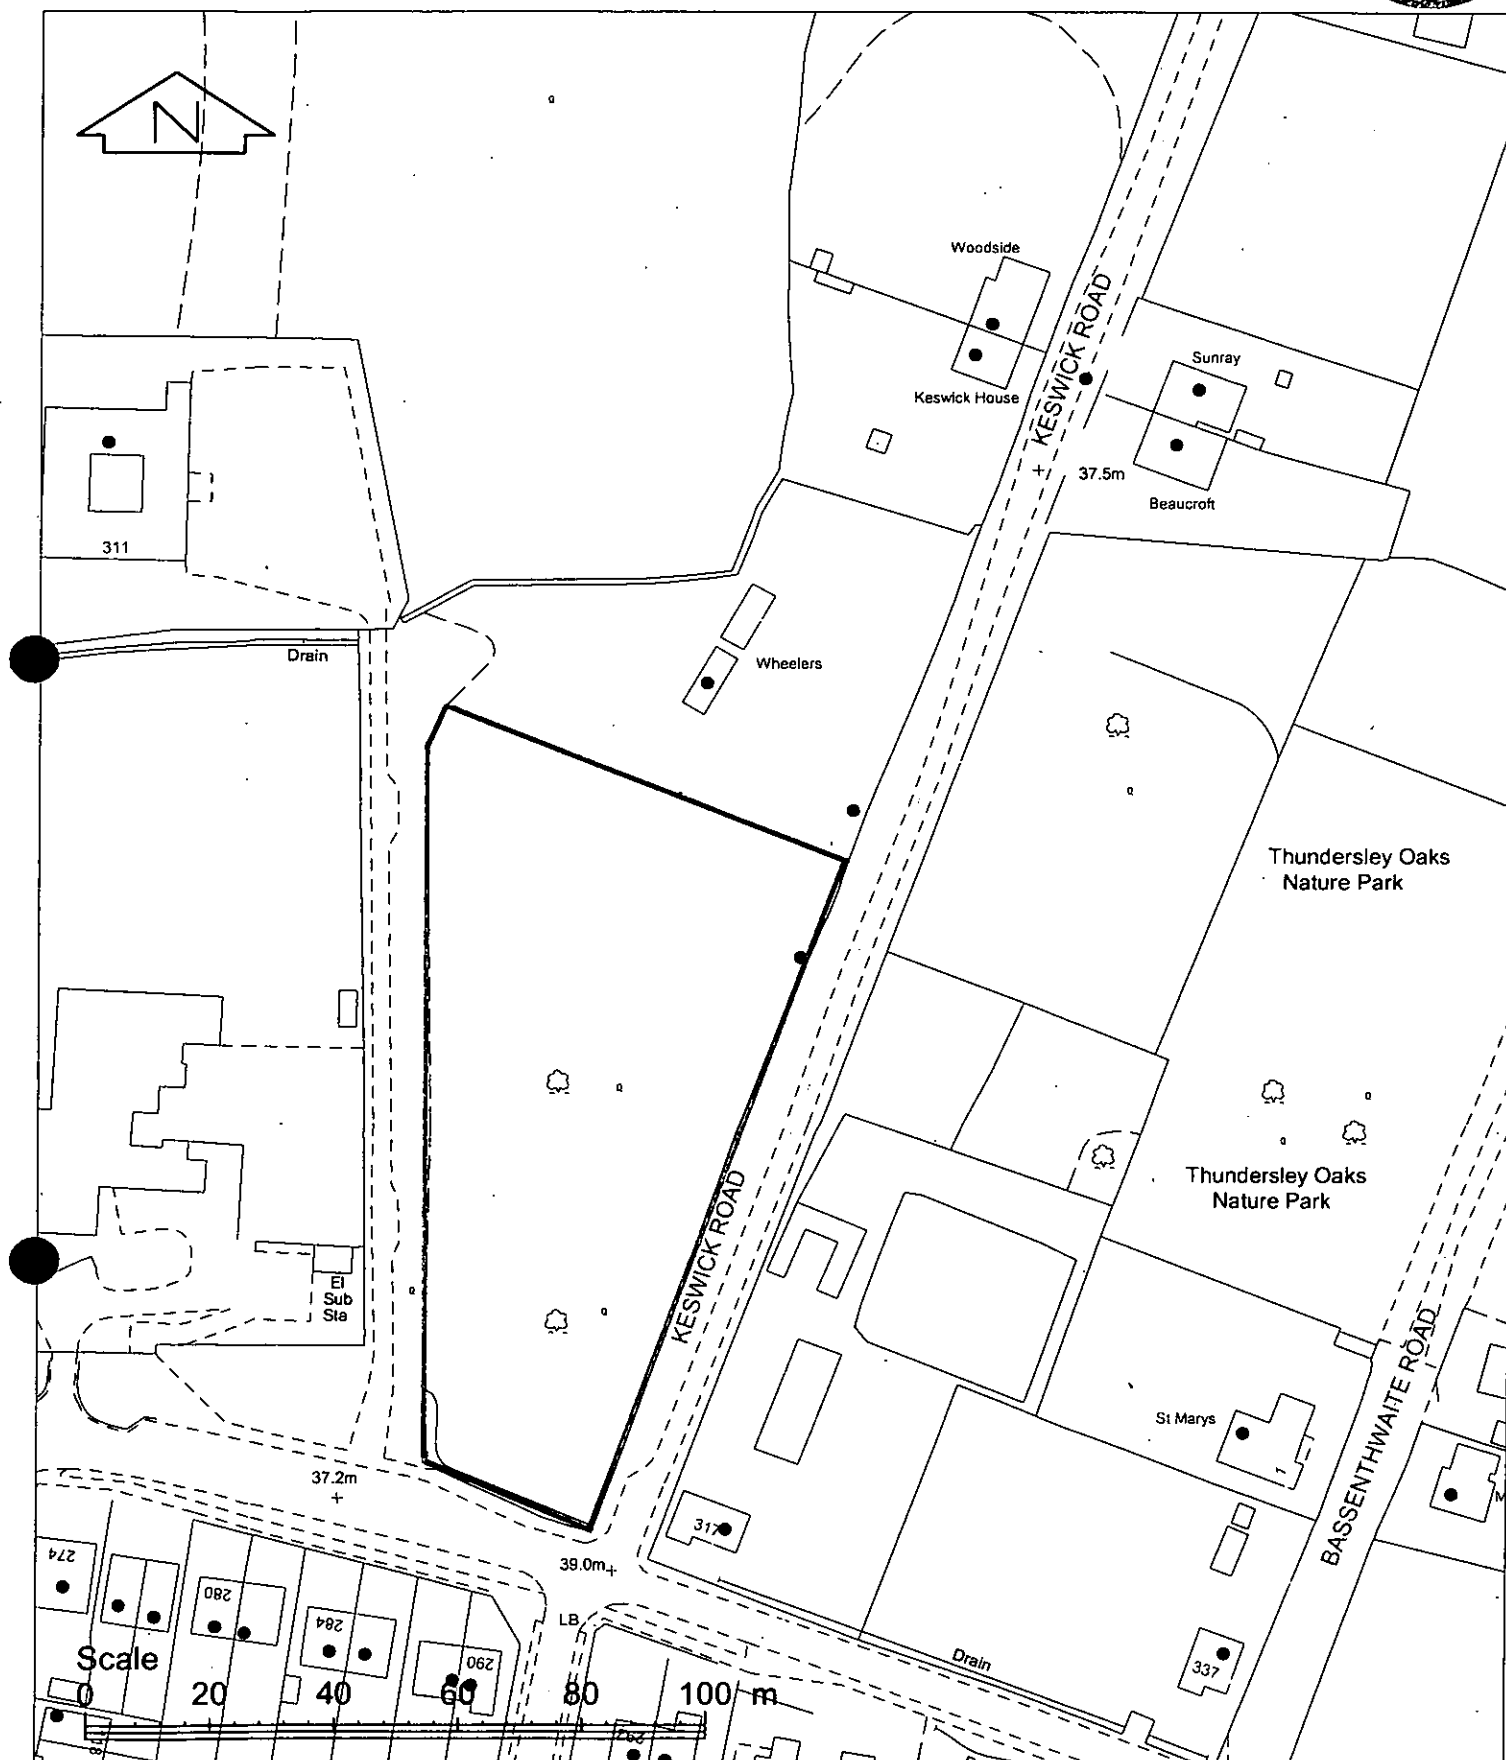 N
Woodside
KESWICK ROAD
Sunray
Keswick House
37.5m
Beaucroft
311
Drain
Wheelers
Thundersley Oaks
Nature Park
Thundersley Oaks
Nature Park
KESWICK ROAD
El
Sub
Sta
BASSENTHWAITE ROAD
St Marys
1
37.2m
317
39.0m
274
280
284
290
LB
Drain
337
Scale
0 20 40 60 80 100 m